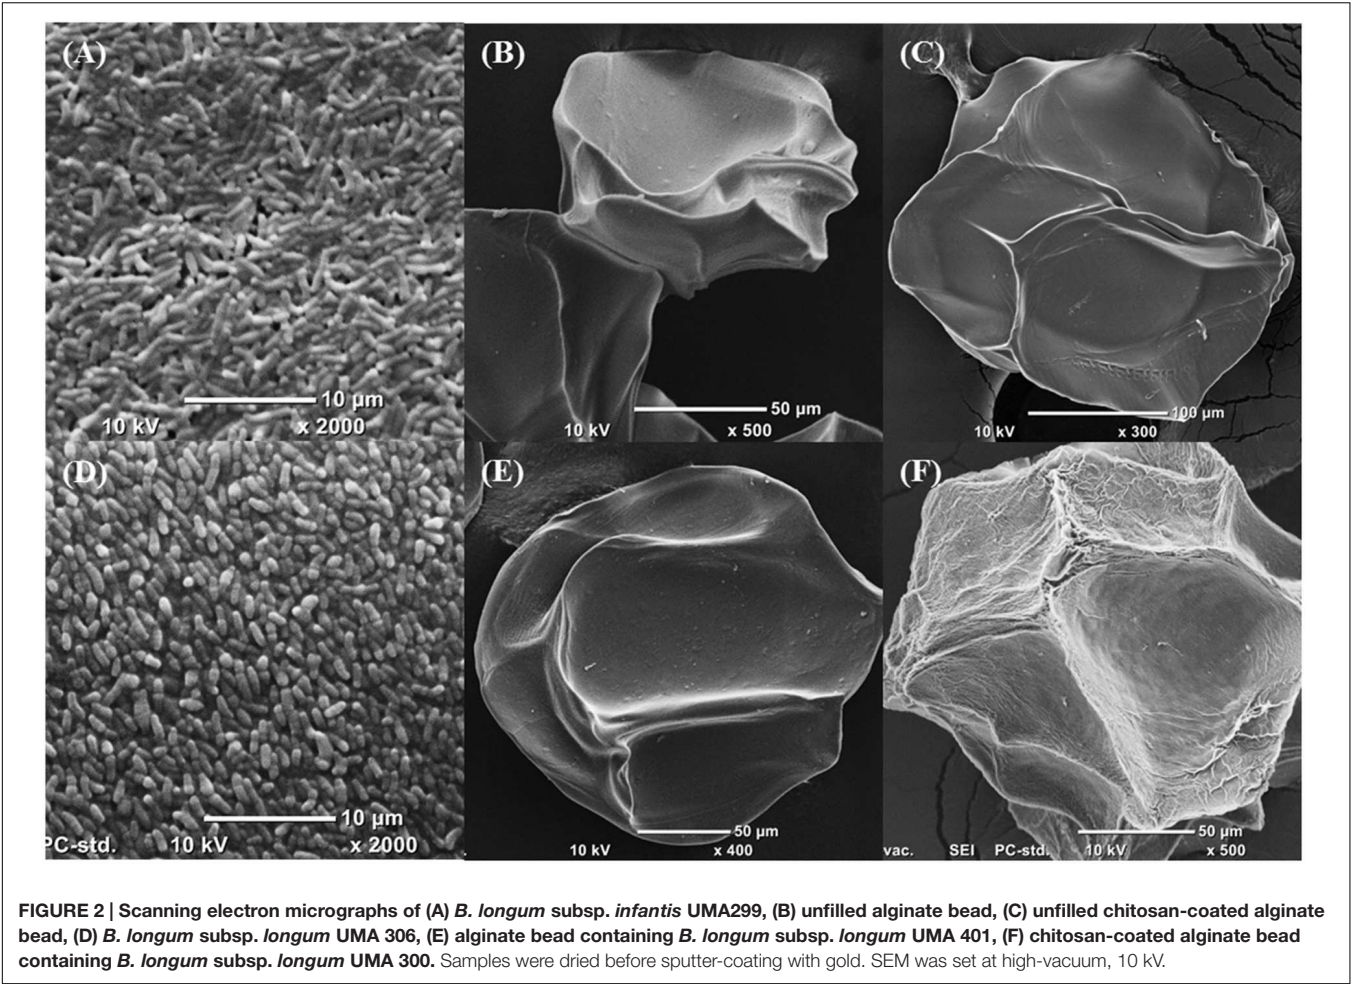 (A)
(B)
(C)
10 µm
10 kV
x 2000
50 µm
10 kV
x 500
100 µm
10 kV
x 300
(D)
(E)
(F)
10 µm
PC-std.
10 kV
x 2000
50 µm
10 kV
x 400
50 µm
vac.
SEI
PC-std.
10 kV
x 500
FIGURE 2 | Scanning electron micrographs of (A) B. longum subsp. infantis UMA299, (B) unfilled alginate bead, (C) unfilled chitosan-coated alginate
bead, (D) B. longum subsp. longum UMA 306, (E) alginate bead containing B. longum subsp. longum UMA 401, (F) chitosan-coated alginate bead
containing B. longum subsp. longum UMA 300. Samples were dried before sputter-coating with gold. SEM was set at high-vacuum, 10 kV.